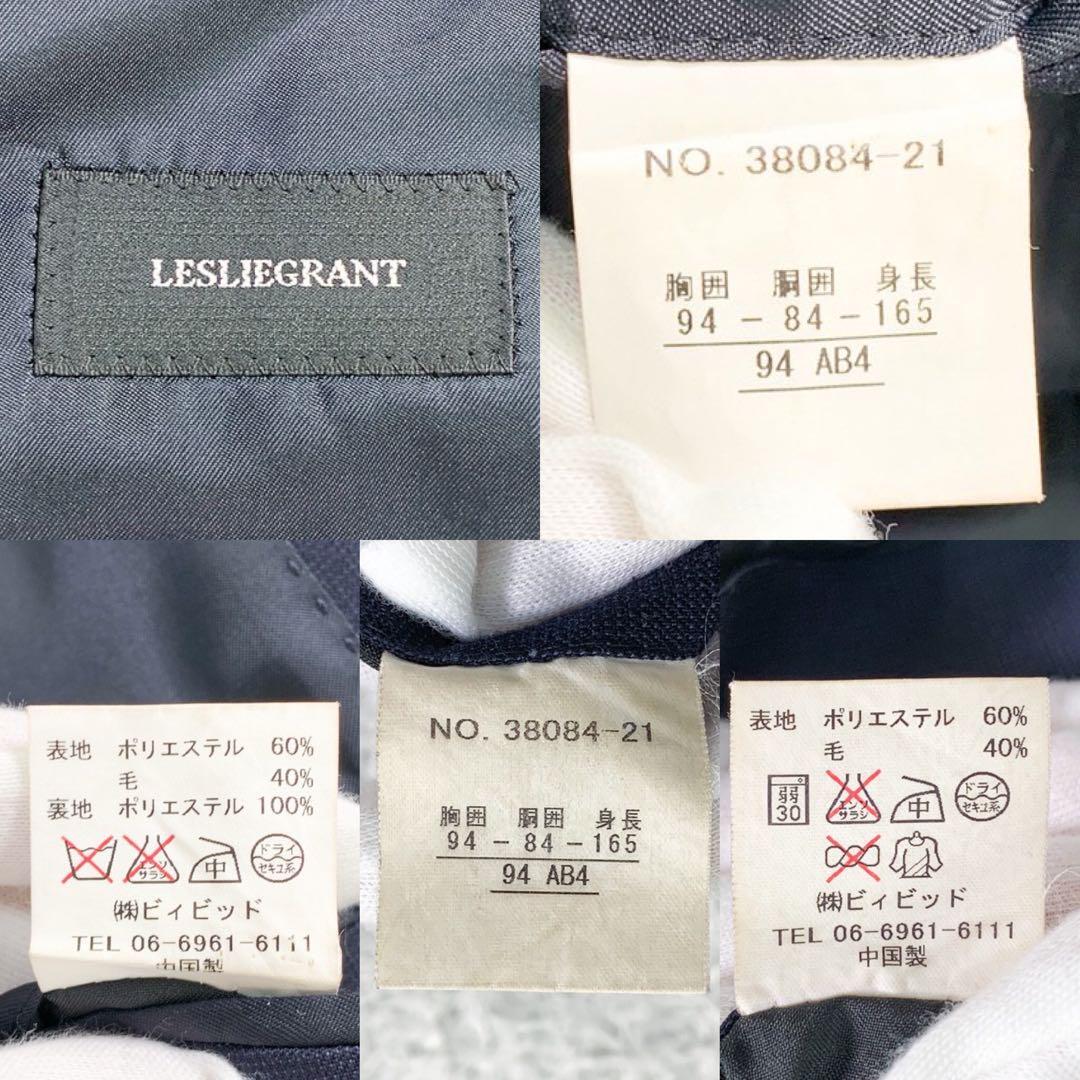 LESLIEGRANT
NO. 38084-21
胸囲 胴囲 身長
94 - 84 - 165
94 AB4
表地 ポリエステル 60%
毛 40%
裏地 ポリエステル 100%
エンソ サラシ 中 ドライ セキユ系
㈱ビィビッド
TEL 06-6961-6111
中国製
NO. 38084-21
胸囲 胴囲 身長
94 - 84 - 165
94 AB4
表地 ポリエステル 60%
毛 40%
弱 30 エンソ サラシ 中 ドライ セキユ系
㈱ビィビッド
TEL 06-6961-6111
中国製